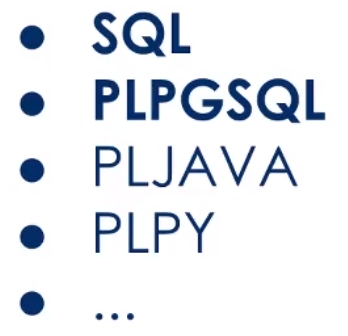 • SQL
• PLPGSQL
• PLJAVA
• PLPY
• ...